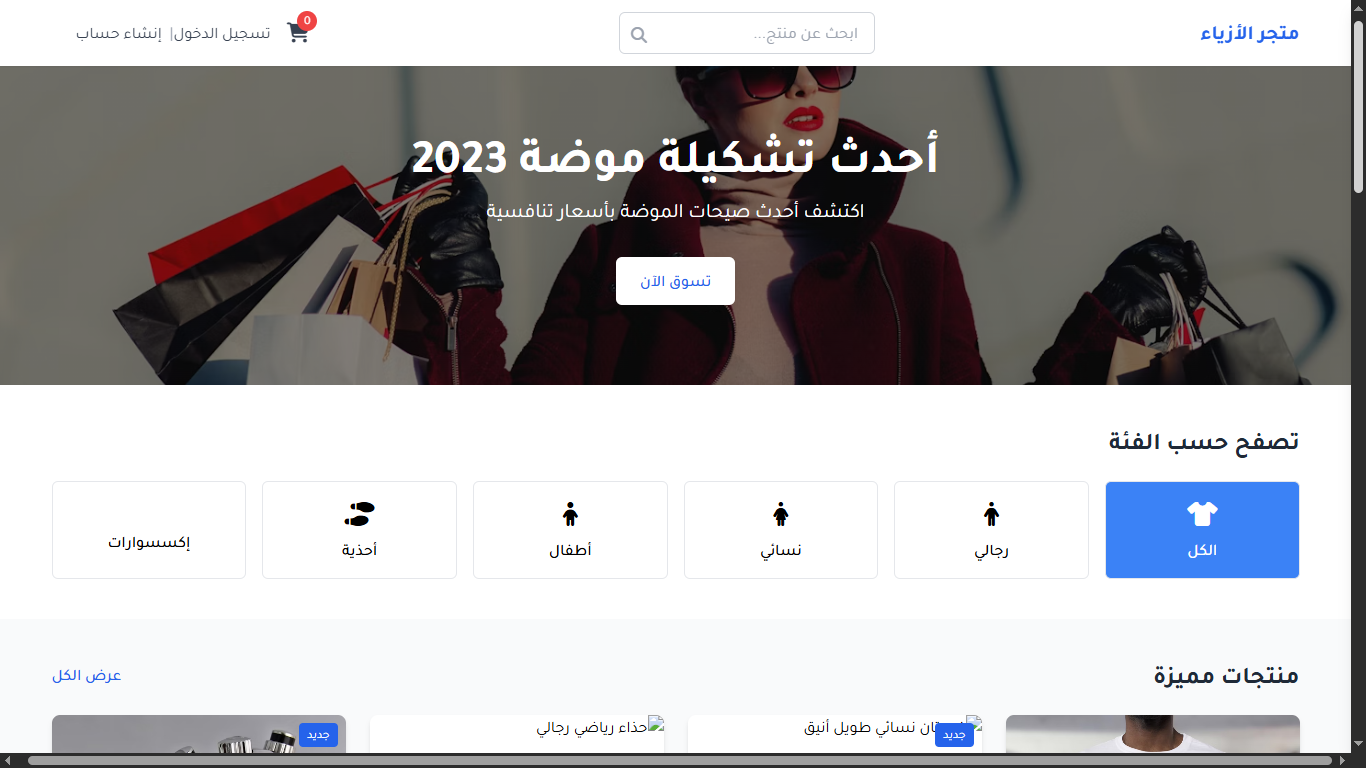 متجر الأزياء
ابحث عن منتج...
0
تسجيل الدخول| إنشاء حساب
أحدث تشكيلة موضة 2023
اكتشف أحدث صيحات الموضة بأسعار تنافسية
تسوق الآن
تصفح حسب الفئة
الكل
رجالي
نسائي
أطفال
أحذية
إكسسوارات
منتجات مميزة
عرض الكل
نسائي طويل أنيق
جديد
حذاء رياضي رجالي
جديد